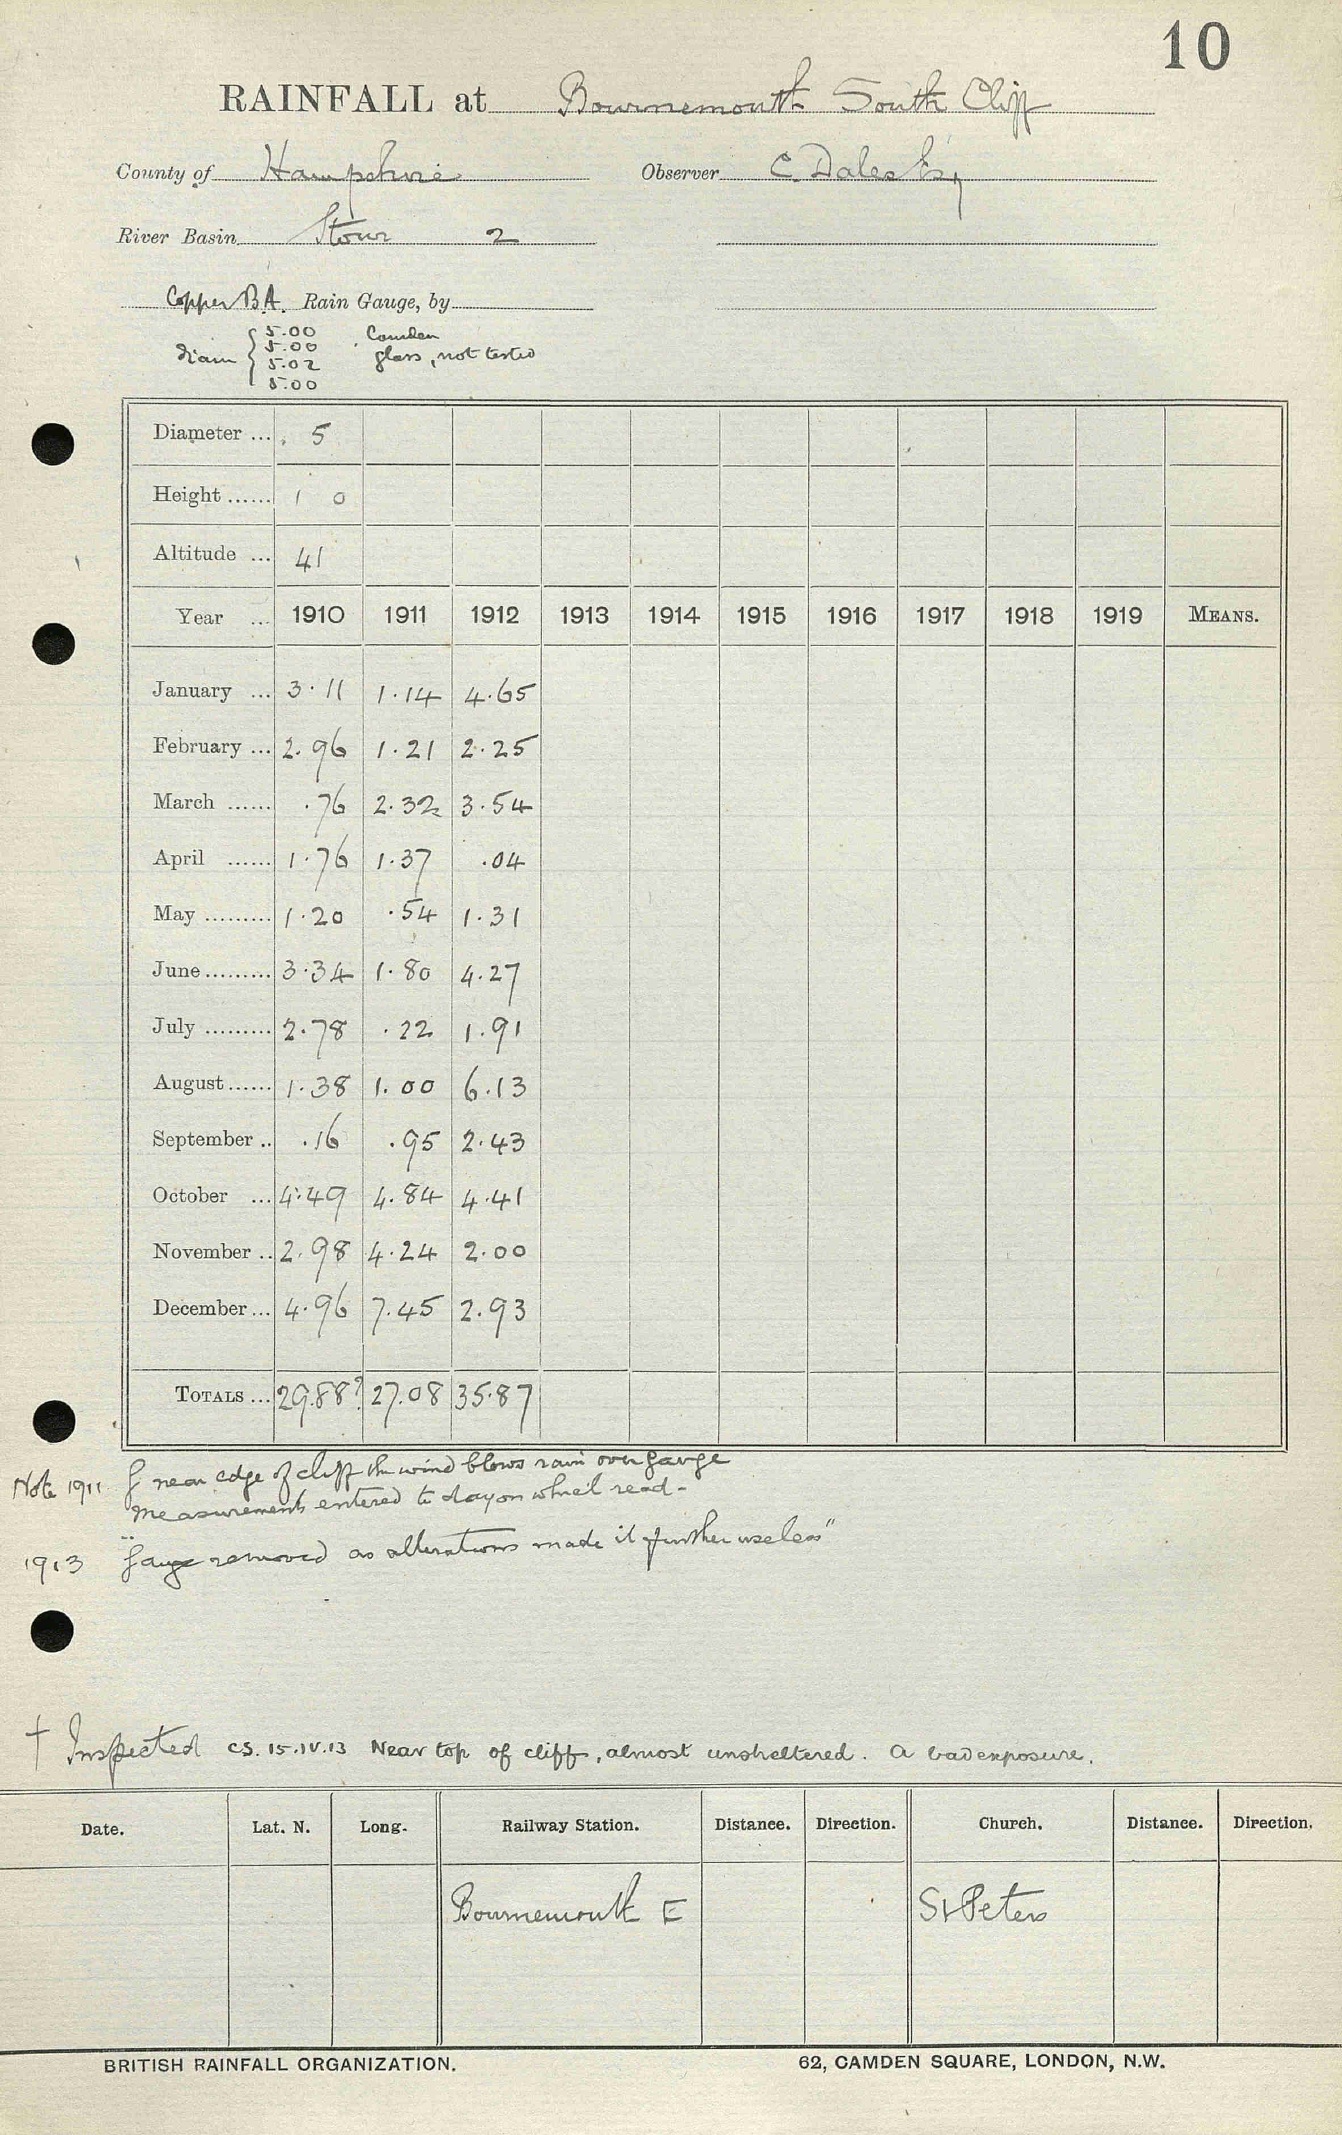 10
RAINFALL at Bournemouth South Cliff
County of Hampshire Observer C. Dales Esq
River Basin Stour 2
Copper B.A. Rain Gauge, by
diam { 5.00 Camden
5.00 glass, not tested
5.02
5.00
Diameter ... 5
Height ...... 1 0
Altitude ... 41
Year ... 1910 1911 1912 1913 1914 1915 1916 1917 1918 1919 MEANS.
January ... 3.11 1.14 4.65
February ... 2.96 1.21 2.25
March ...... .76 2.32 3.54
April ...... 1.76 1.37 .04
May ......... 1.20 .54 1.31
June ......... 3.34 1.80 4.27
July ......... 2.78 .22 1.91
August ...... 1.38 1.00 6.13
September .. .16 .95 2.43
October ... 4.49 4.84 4.41
November .. 2.98 4.24 2.00
December ... 4.96 7.45 2.93
TOTALS ... 29.88? 27.08 35.87
Note 1911 G near edge of cliff the wind blows rain over gauge
Measurements entered to day on which read -
1913 "Gauge removed as alterations made it further useless"
† Inspected CS. 15.IV.13 Near top of cliff, almost unsheltered. A bad exposure.
Date. Lat. N. Long. Railway Station. Distance. Direction. Church. Distance. Direction.
Bournemouth E St Peters
BRITISH RAINFALL ORGANIZATION. 62, CAMDEN SQUARE, LONDON, N.W.